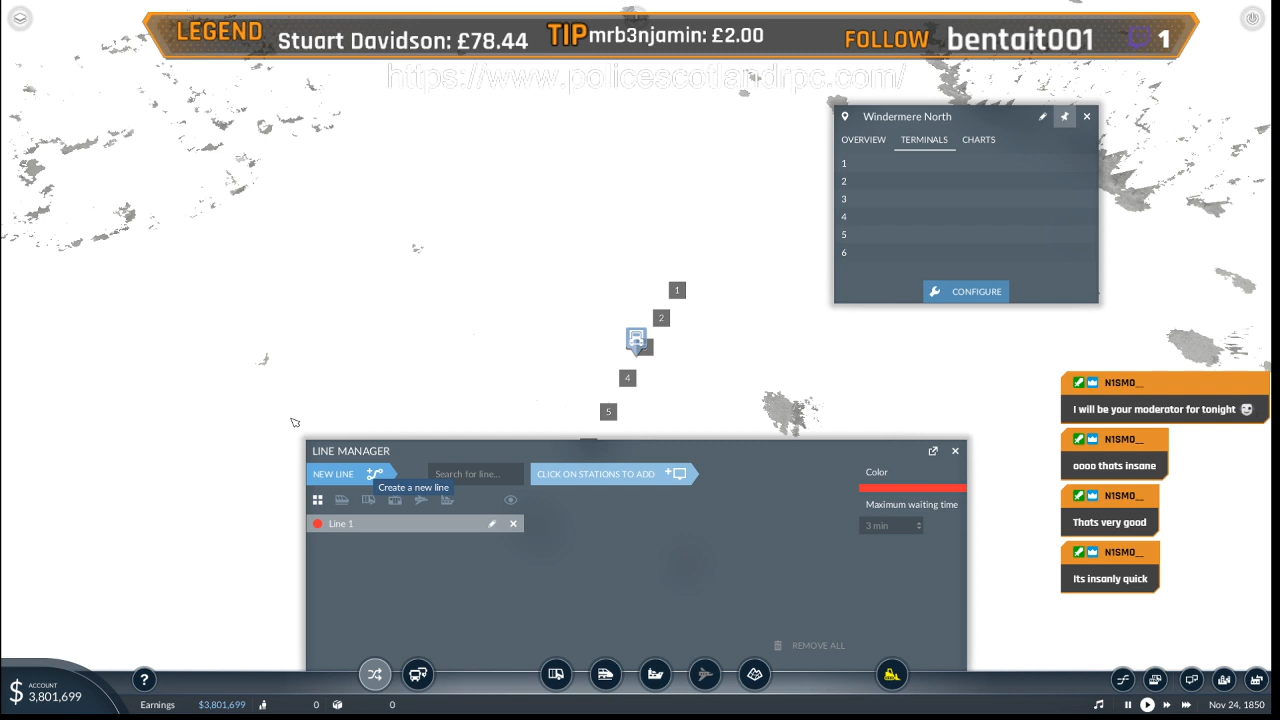 LEGEND Stuart Davidson: £78.44 TIP mrb3njamin: £2.00 FOLLOW bentait001 1
https://www.policescotlandrpc.com/
Windermere North
OVERVIEW TERMINALS CHARTS
1
2
3
4
5
6
CONFIGURE
1
2
4
5
N1SMO__
I will be your moderator for tonight
N1SMO__
oooo thats insane
N1SMO__
Thats very good
N1SMO__
Its insanly quick
LINE MANAGER
NEW LINE Search for line... CLICK ON STATIONS TO ADD
Create a new line
Line 1
Color
Maximum waiting time
3 min
REMOVE ALL
$ ACCOUNT
3,801,699
?
Earnings $3,801,699 0 0 Nov 24, 1850